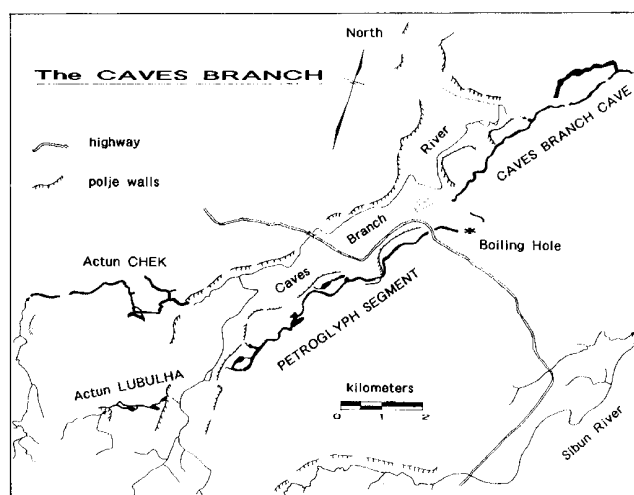 North
The CAVES BRANCH
highway
polje walls
River
CAVES BRANCH CAVE
Branch
Boiling Hole
Actun CHEK
Caves
PETROGLYPH SEGMENT
Actun LUBULHA
kilometers
0 1 2
Sibun River